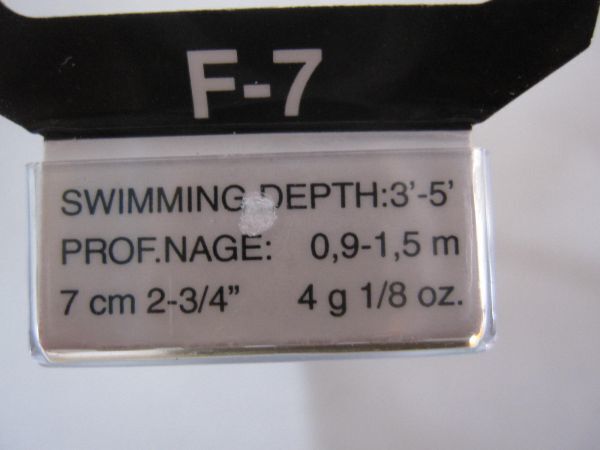 F-7
SWIMMING DEPTH:3'-5'
PROF.NAGE: 0,9-1,5 m
7 cm 2-3/4" 4 g 1/8 oz.